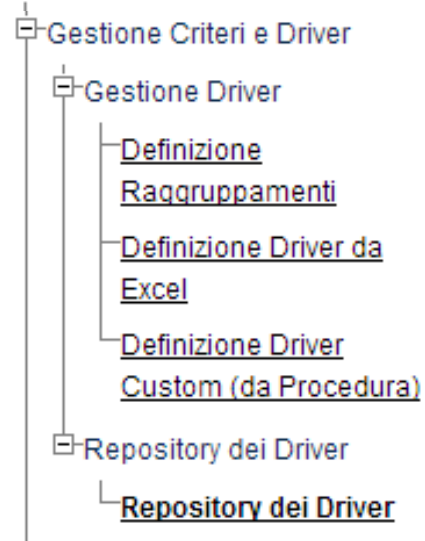 Gestione Criteri e Driver
Gestione Driver
Definizione
Raggruppamenti
Definizione Driver da
Excel
Definizione Driver
Custom (da Procedura)
Repository dei Driver
Repository dei Driver